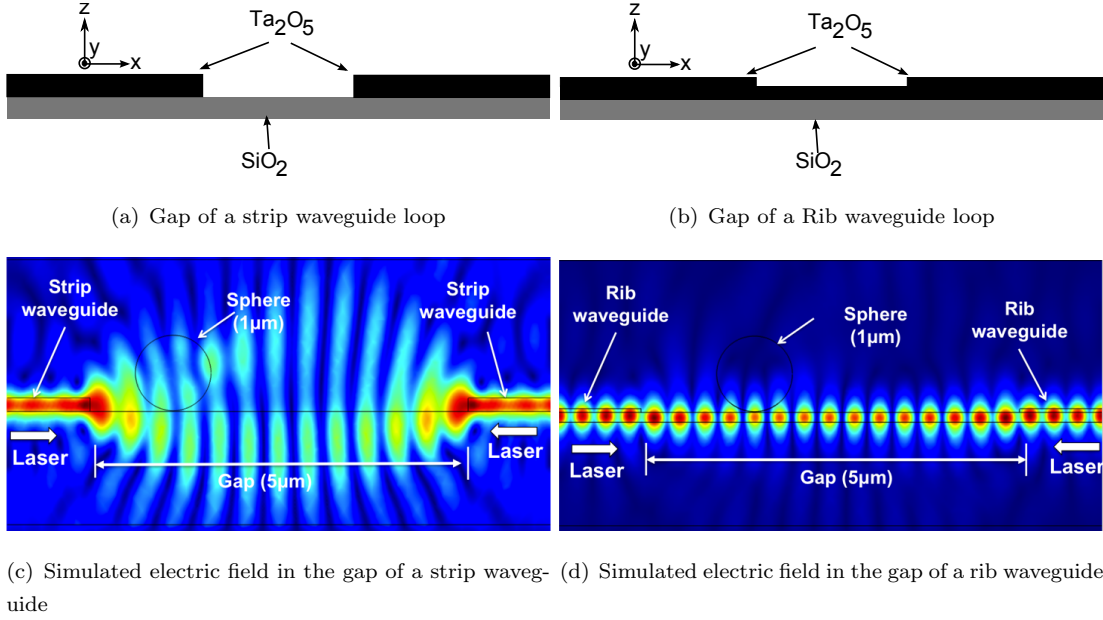 z
y
x
Ta2O5
SiO2
(a) Gap of a strip waveguide loop
z
y
x
Ta2O5
SiO2
(b) Gap of a Rib waveguide loop
Strip
waveguide
Sphere
(1μm)
Strip
waveguide
Laser
Laser
Gap (5μm)
(c) Simulated electric field in the gap of a strip waveg-
uide
Rib
waveguide
Sphere
(1μm)
Rib
waveguide
Laser
Laser
Gap (5μm)
(d) Simulated electric field in the gap of a rib waveguide